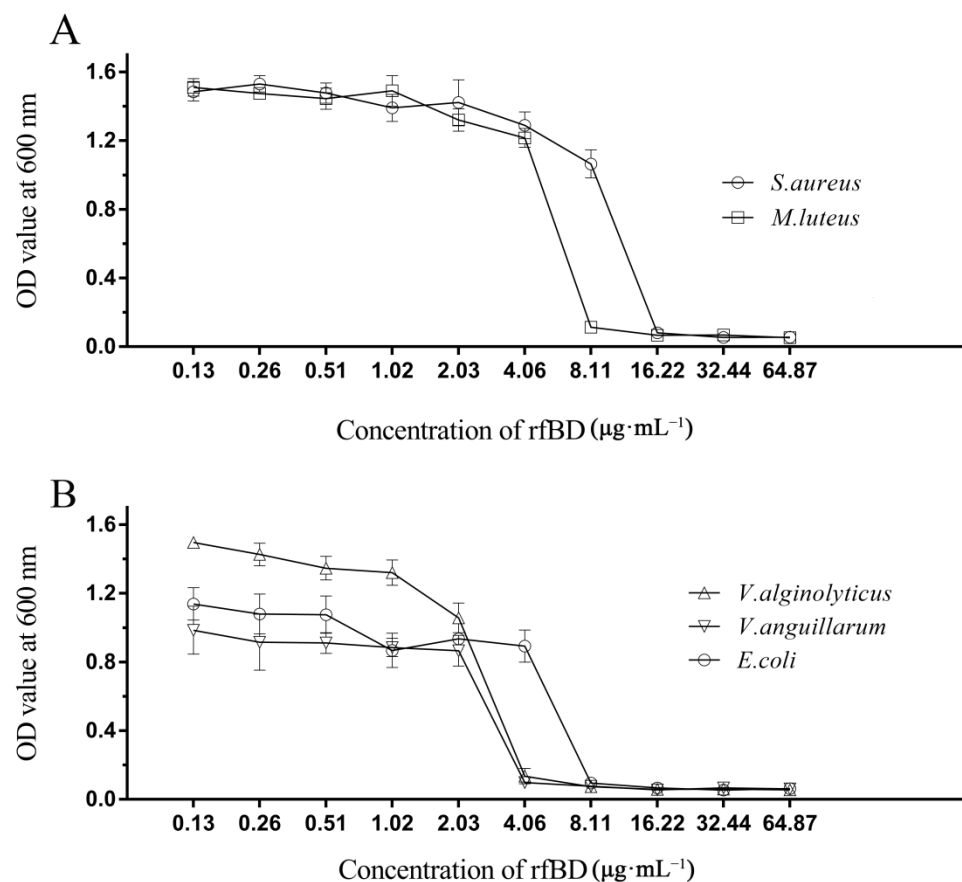 A
OD value at 600 nm
1.6
1.2
0.8
0.4
0.0
S.aureus
M.luteus
0.13 0.26 0.51 1.02 2.03 4.06 8.11 16.22 32.44 64.87
Concentration of rfBD (μg·mL⁻¹)
B
OD value at 600 nm
1.6
1.2
0.8
0.4
0.0
V.alginolyticus
V.anguillarum
E.coli
0.13 0.26 0.51 1.02 2.03 4.06 8.11 16.22 32.44 64.87
Concentration of rfBD (μg·mL⁻¹)